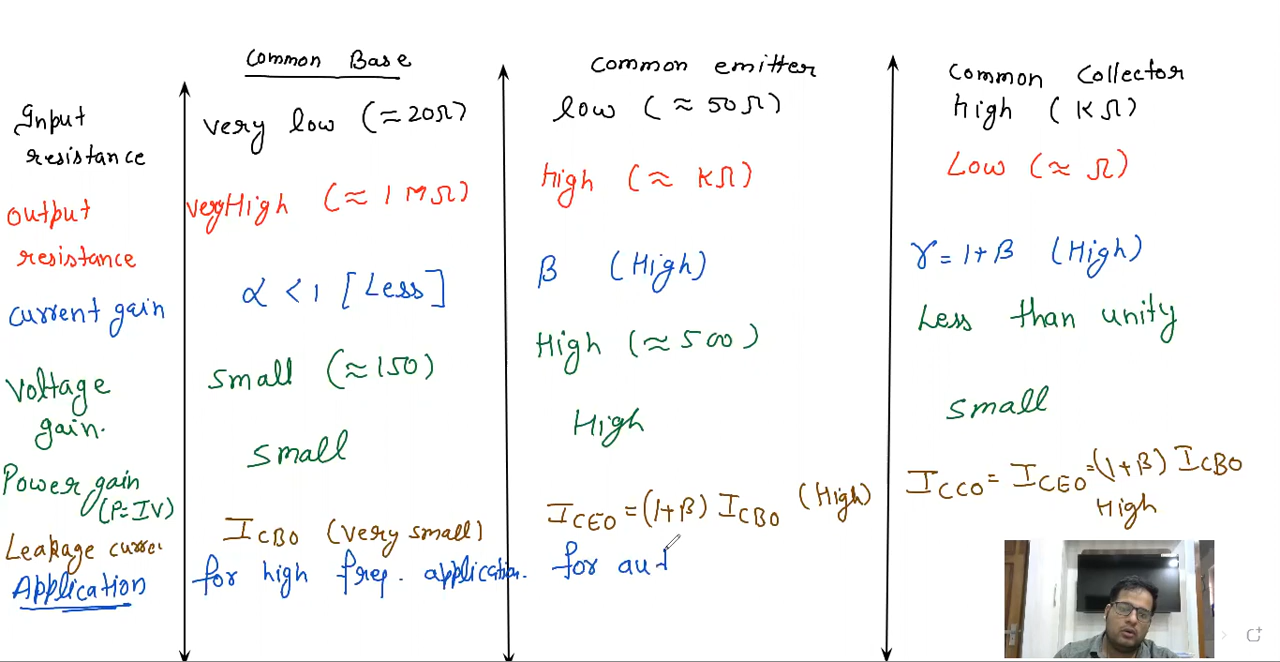 Common Base
Common emitter
Common Collector
Input resistance
very low (≈20Ω)
low (≈ 50Ω)
high (KΩ)
Output resistance
veryHigh (≈ 1 MΩ)
high (≈ KΩ)
Low (≈ Ω)
Current gain
α < 1 [Less]
β (High)
γ = 1+β (High)
Voltage gain.
small (≈150)
High (≈500)
Less than unity
Power gain (P=IV)
small
High
small
Leakage curre
ICBO (very small)
ICEO = (1+β) ICBO (High)
ICCO = ICEO = (1+β) ICBO
High
Application
for high freq. application.
for aud